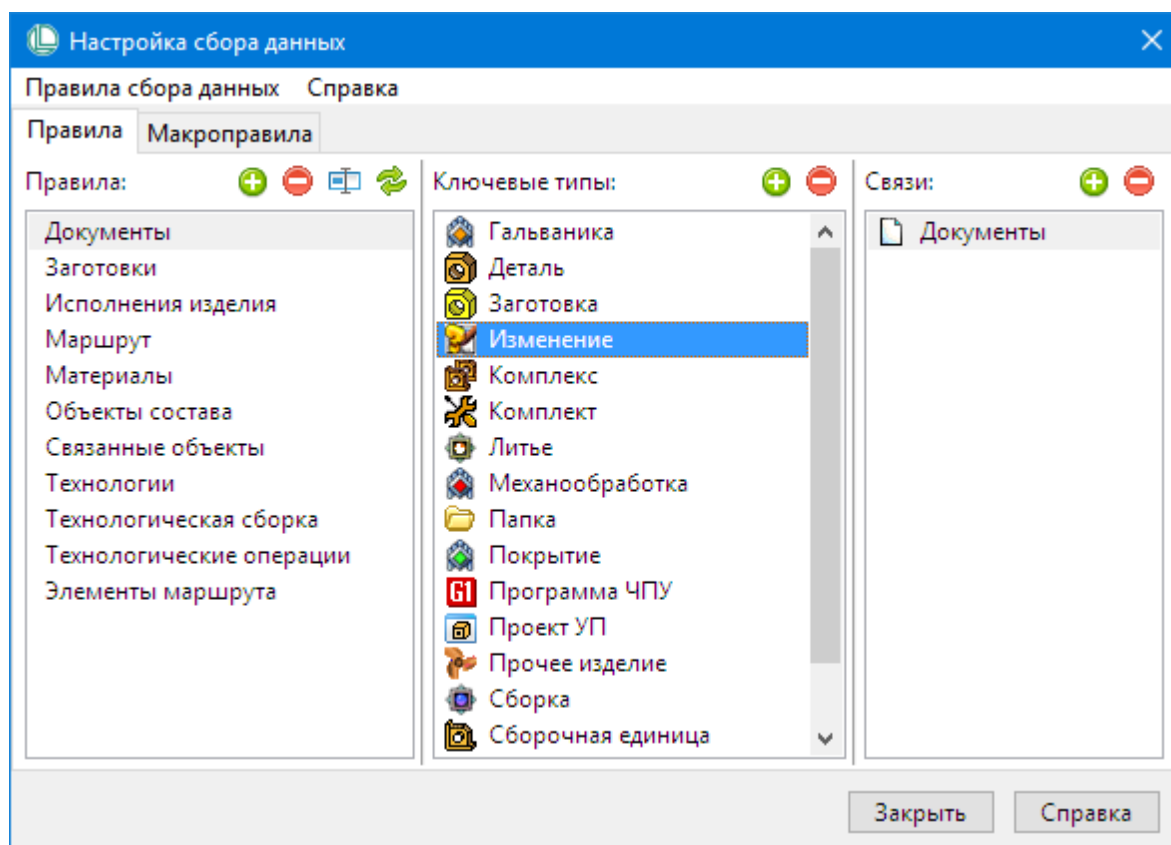 Настройка сбора данных
Правила сбора данных Справка
Правила Макроправила
Правила:
Документы
Заготовки
Исполнения изделия
Маршрут
Материалы
Объекты состава
Связанные объекты
Технологии
Технологическая сборка
Технологические операции
Элементы маршрута
Ключевые типы:
Гальваника
Деталь
Заготовка
Изменение
Комплекс
Комплект
Литье
Механообработка
Папка
Покрытие
G1 Программа ЧПУ
Проект УП
Прочее изделие
Сборка
Сборочная единица
Связи:
Документы
Закрыть Справка